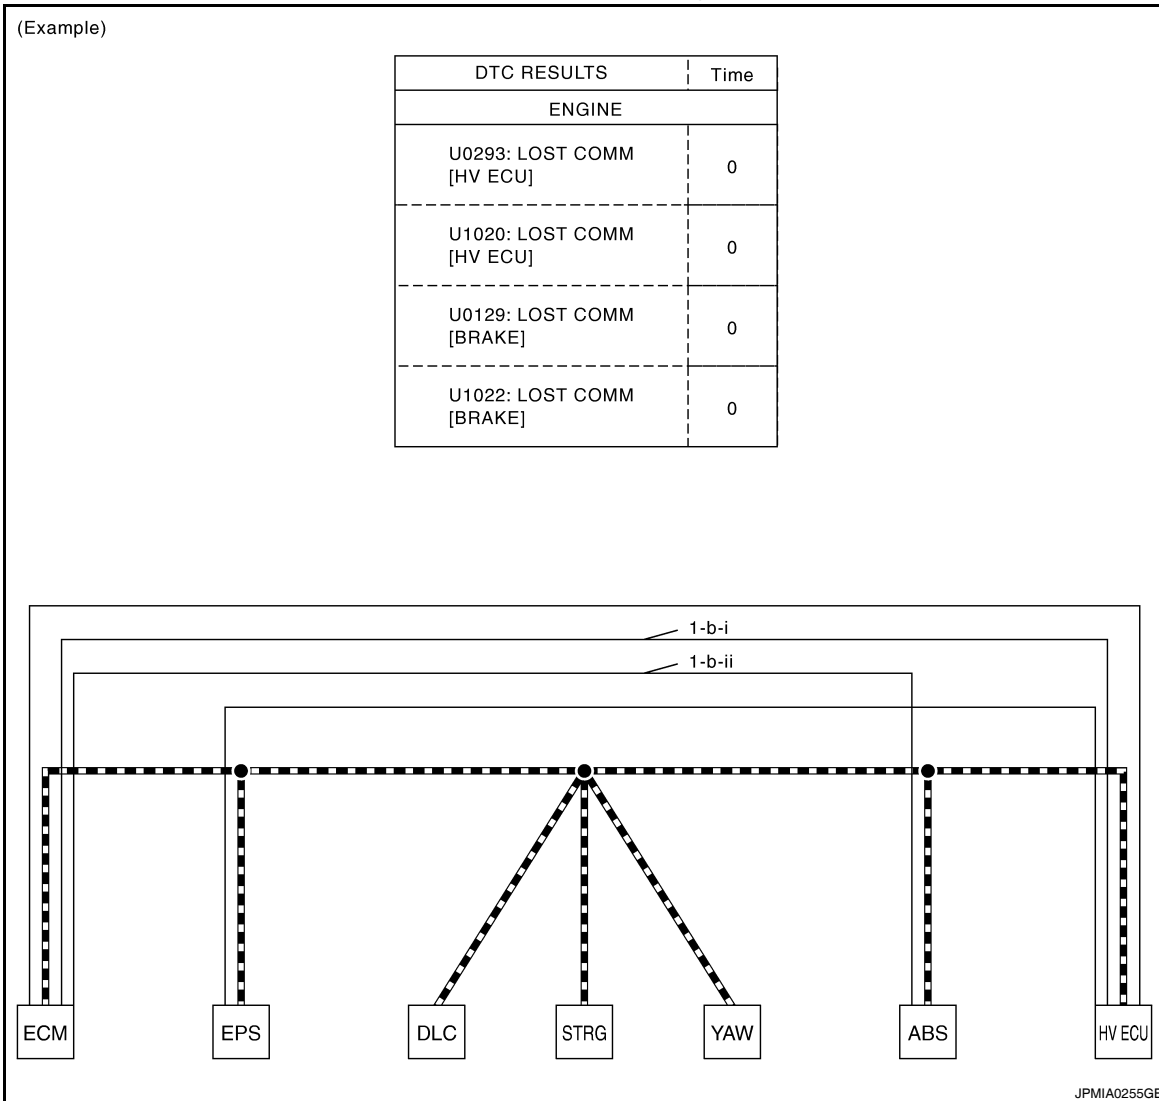 (Example)
DTC RESULTS Time
ENGINE
U0293: LOST COMM
[HV ECU]
0
U1020: LOST COMM
[HV ECU]
0
U0129: LOST COMM
[BRAKE]
0
U1022: LOST COMM
[BRAKE]
0
1-b-i
1-b-ii
ECM EPS DLC STRG YAW ABS HV ECU